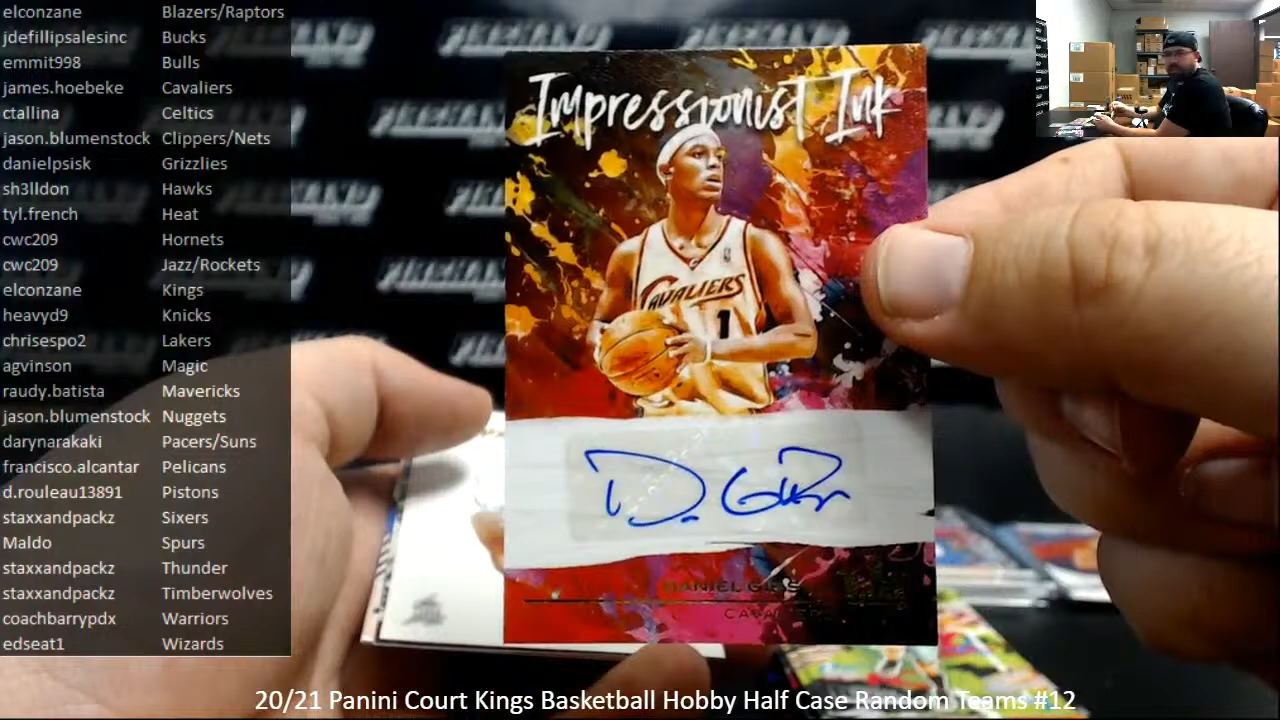 elconzane Blazers/Raptors
jdefillipsalesinc Bucks
emmit998 Bulls
james.hoebeke Cavaliers
ctallina Celtics
jason.blumenstock Clippers/Nets
danielpsisk Grizzlies
sh3lldon Hawks
tyl.french Heat
cwc209 Hornets
cwc209 Jazz/Rockets
elconzane Kings
heavyd9 Knicks
chrisespo2 Lakers
agvinson Magic
raudy.batista Mavericks
jason.blumenstock Nuggets
darynarakaki Pacers/Suns
francisco.alcantar Pelicans
d.rouleau13891 Pistons
staxxandpackz Sixers
Maldo Spurs
staxxandpackz Thunder
staxxandpackz Timberwolves
coachbarrypdx Warriors
edseat1 Wizards
Impressionist Ink
CAVALIERS
1
DANIEL
20/21 Panini Court Kings Basketball Hobby Half Case Random Teams #12